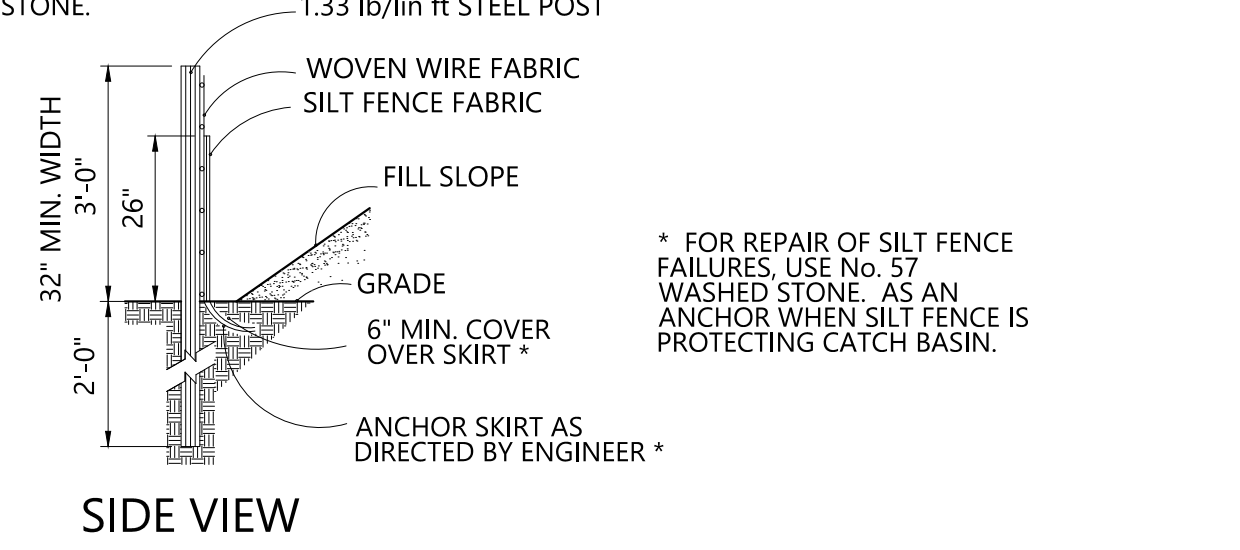 STONE.
1.33 lb/lin ft STEEL POST
WOVEN WIRE FABRIC
SILT FENCE FABRIC
32" MIN. WIDTH
3'-0"
26"
FILL SLOPE
GRADE
6" MIN. COVER
OVER SKIRT *
2'-0"
ANCHOR SKIRT AS
DIRECTED BY ENGINEER *
* FOR REPAIR OF SILT FENCE
FAILURES, USE No. 57
WASHED STONE. AS AN
ANCHOR WHEN SILT FENCE IS
PROTECTING CATCH BASIN.
SIDE VIEW